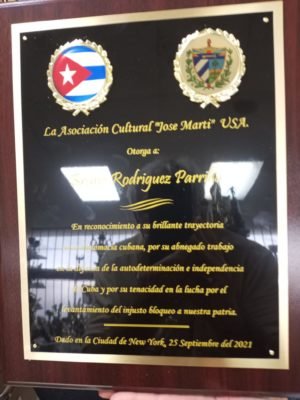 La Asociación Cultural "Jose Marti" USA.
Otorga a:
Rodriguez Parrilla
En reconocimiento a su brillante trayectoria
cubana, por su abnegado trabajo
de la autodeterminación e independencia
Cuba y por su tenacidad en la lucha por el
levantamiento del injusto bloqueo a nuestra patria.
Dado en la Ciudad de New York, 25 Septiembre del 2021